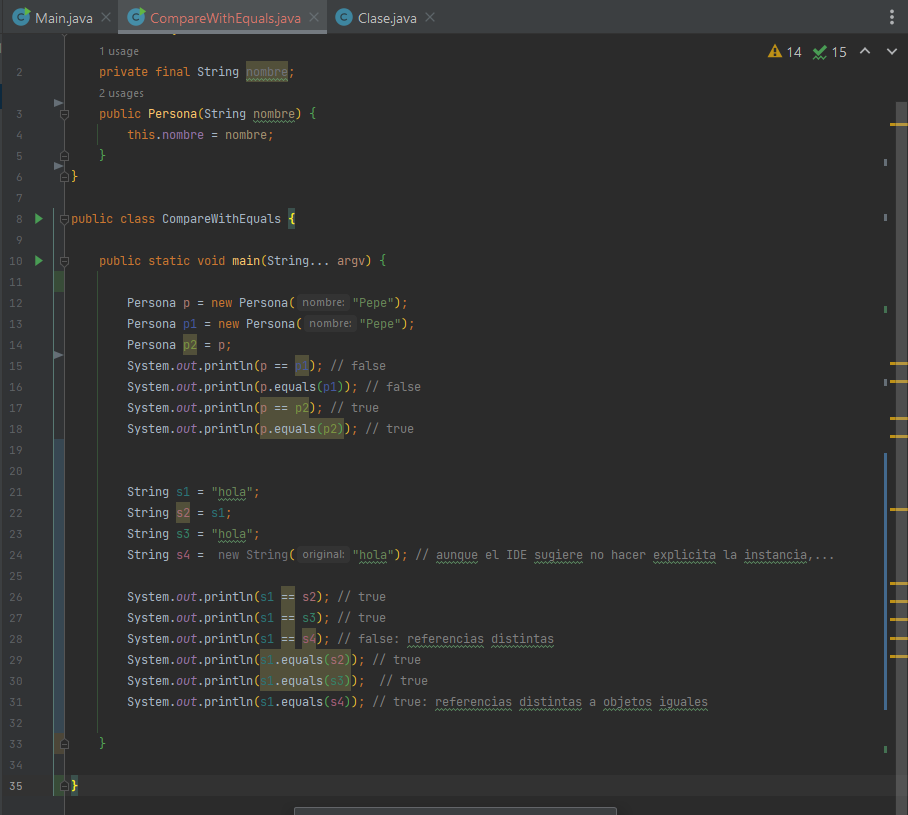 Main.java CompareWithEquals.java Clase.java
1 usage
14 15
2 private final String nombre;
2 usages
3 public Persona(String nombre) {
4 this.nombre = nombre;
5 }
6 }
7
8 public class CompareWithEquals {
9
10 public static void main(String... argv) {
11
12 Persona p = new Persona( nombre: "Pepe");
13 Persona p1 = new Persona( nombre: "Pepe");
14 Persona p2 = p;
15 System.out.println(p == p1); // false
16 System.out.println(p.equals(p1)); // false
17 System.out.println(p == p2); // true
18 System.out.println(p.equals(p2)); // true
19
20
21 String s1 = "hola";
22 String s2 = s1;
23 String s3 = "hola";
24 String s4 = new String( original: "hola"); // aunque el IDE sugiere no hacer explicita la instancia,...
25
26 System.out.println(s1 == s2); // true
27 System.out.println(s1 == s3); // true
28 System.out.println(s1 == s4); // false: referencias distintas
29 System.out.println(s1.equals(s2)); // true
30 System.out.println(s1.equals(s3)); // true
31 System.out.println(s1.equals(s4)); // true: referencias distintas a objetos iguales
32
33 }
34
35 }